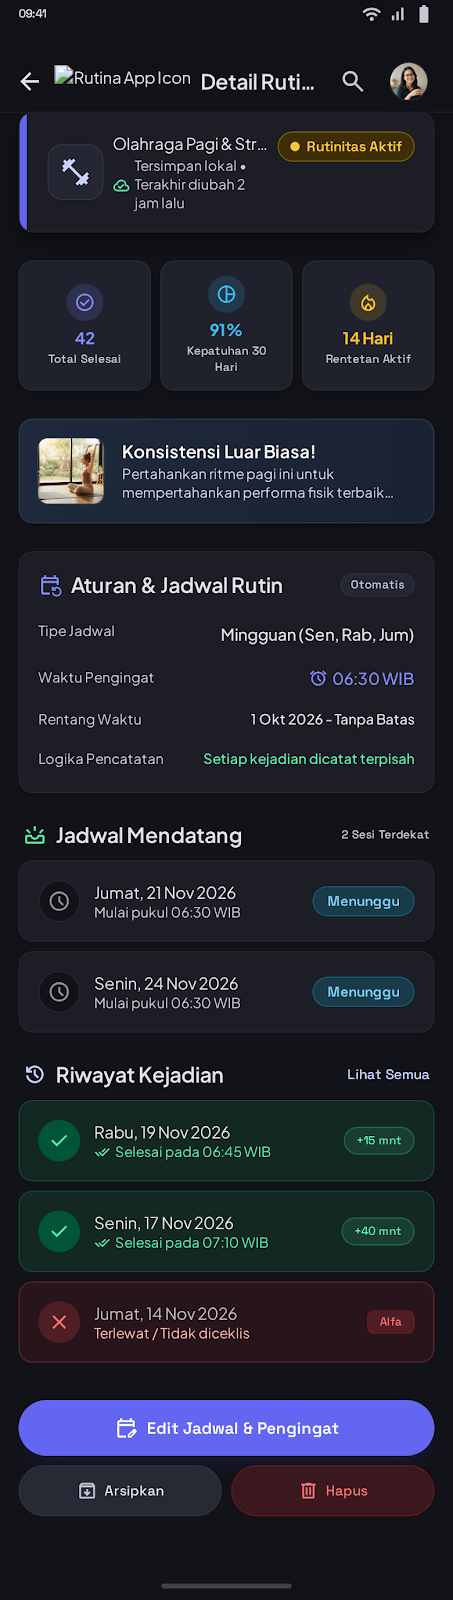 09:41
Rutina App Icon
Detail Ruti...
Olahraga Pagi & Str...
Rutinitas Aktif
Tersimpan lokal •
Terakhir diubah 2
jam lalu
42
Total Selesai
91%
Kepatuhan 30
Hari
14 Hari
Rentetan Aktif
Konsistensi Luar Biasa!
Pertahankan ritme pagi ini untuk
mempertahankan performa fisik terbaik...
Aturan & Jadwal Rutin
Otomatis
Tipe Jadwal
Mingguan (Sen, Rab, Jum)
Waktu Pengingat
06:30 WIB
Rentang Waktu
1 Okt 2026 - Tanpa Batas
Logika Pencatatan
Setiap kejadian dicatat terpisah
Jadwal Mendatang
2 Sesi Terdekat
Jumat, 21 Nov 2026
Mulai pukul 06:30 WIB
Menunggu
Senin, 24 Nov 2026
Mulai pukul 06:30 WIB
Menunggu
Riwayat Kejadian
Lihat Semua
Rabu, 19 Nov 2026
Selesai pada 06:45 WIB
+15 mnt
Senin, 17 Nov 2026
Selesai pada 07:10 WIB
+40 mnt
Jumat, 14 Nov 2026
Terlewat / Tidak diceklis
Alfa
Edit Jadwal & Pengingat
Arsipkan
Hapus